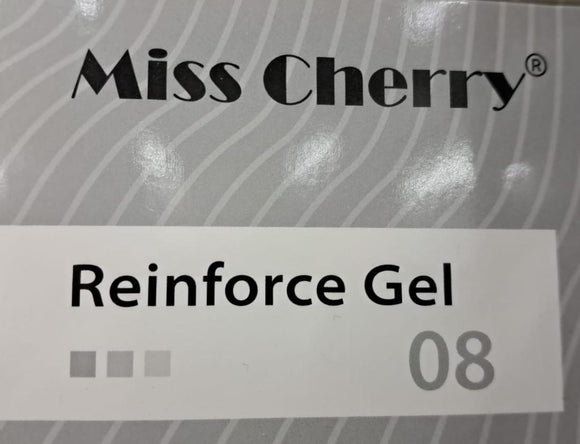 Miss Cherry®
Reinforce Gel
08